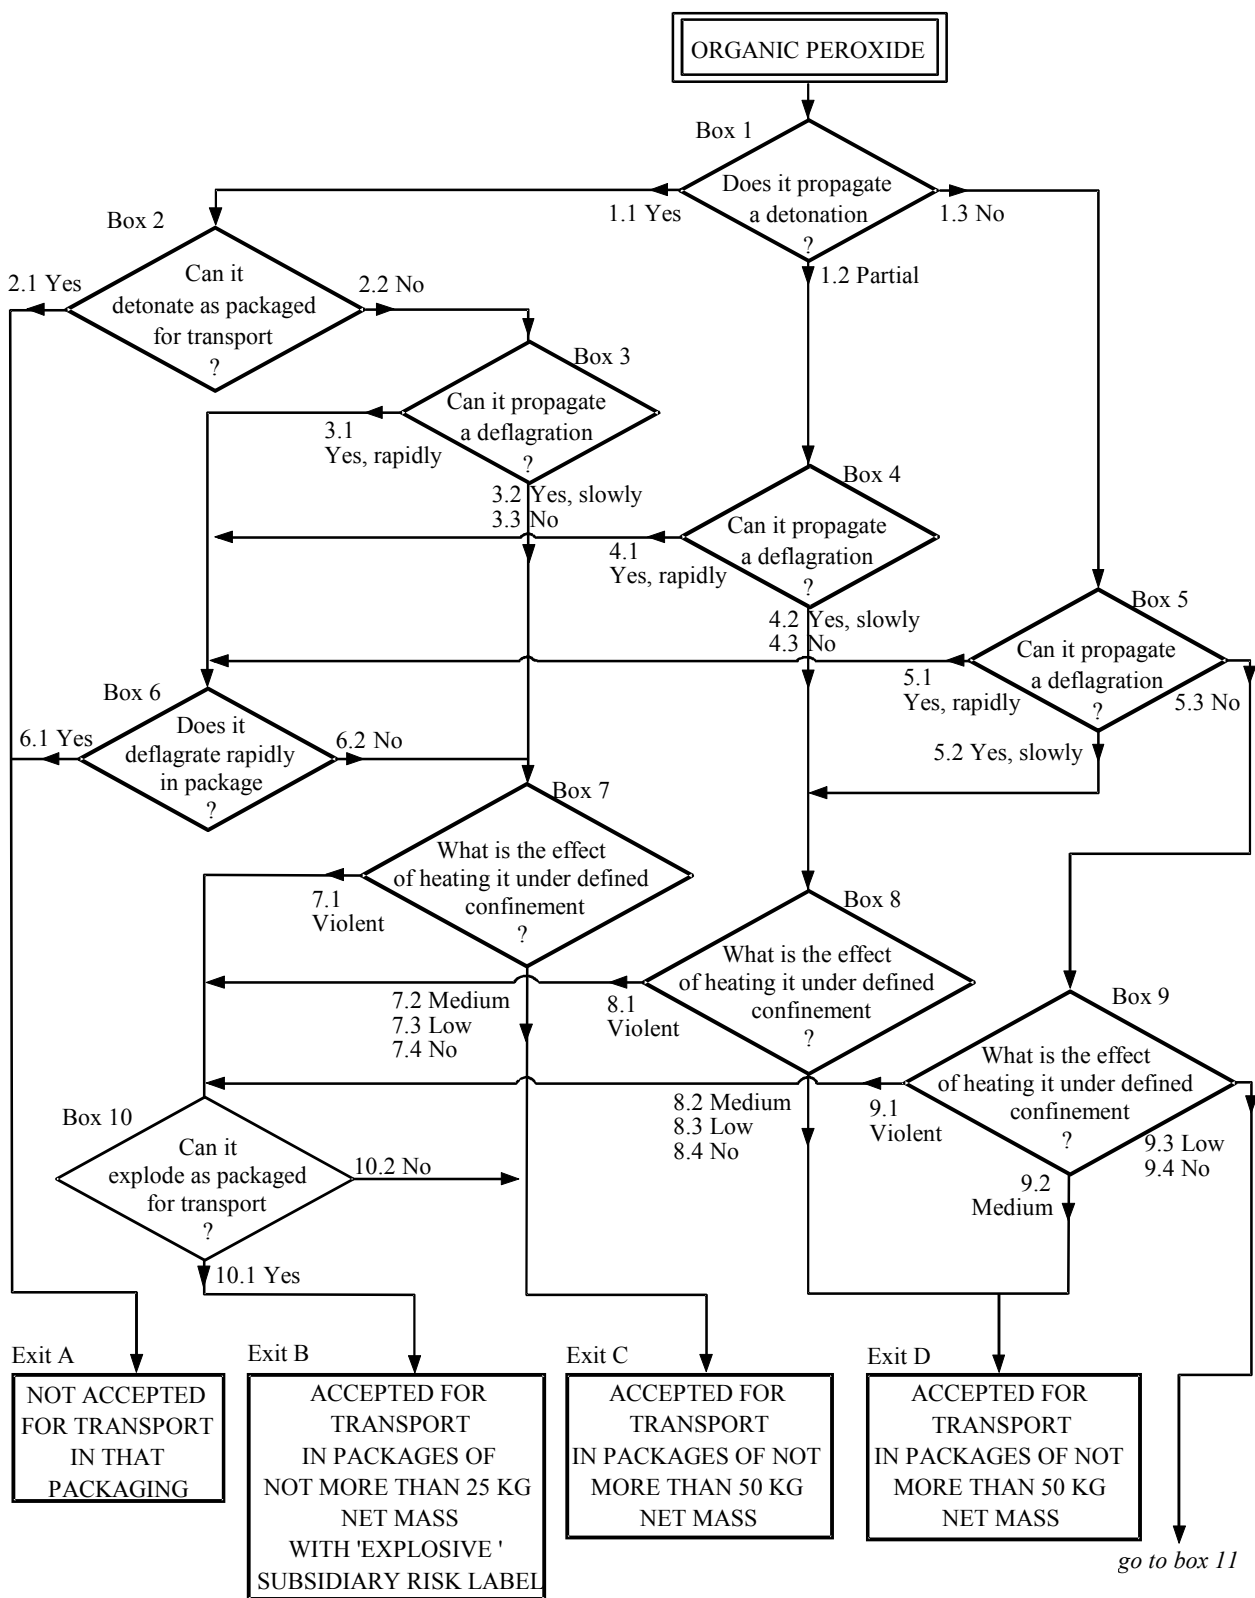 ORGANIC PEROXIDE
Box 1
Does it propagate
a detonation
?
1.1 Yes
1.3 No
1.2 Partial
Box 2
Can it
detonate as packaged
for transport
?
2.1 Yes
2.2 No
Box 3
Can it propagate
a deflagration
?
3.1
Yes, rapidly
3.2 Yes, slowly
3.3 No
Box 4
Can it propagate
a deflagration
?
4.1
Yes, rapidly
4.2 Yes, slowly
4.3 No
Box 5
Can it propagate
a deflagration
?
5.1
Yes, rapidly
5.3 No
5.2 Yes, slowly
Box 6
Does it
deflagrate rapidly
in package
?
6.1 Yes
6.2 No
Box 7
What is the effect
of heating it under defined
confinement
?
7.1
Violent
7.2 Medium
7.3 Low
7.4 No
Box 8
What is the effect
of heating it under defined
confinement
?
8.1
Violent
8.2 Medium
8.3 Low
8.4 No
Box 9
What is the effect
of heating it under defined
confinement
?
9.1
Violent
9.3 Low
9.4 No
9.2
Medium
Box 10
Can it
explode as packaged
for transport
?
10.2 No
10.1 Yes
Exit A
NOT ACCEPTED
FOR TRANSPORT
IN THAT
PACKAGING
Exit B
ACCEPTED FOR
TRANSPORT
IN PACKAGES OF
NOT MORE THAN 25 KG
NET MASS
WITH 'EXPLOSIVE '
SUBSIDIARY RISK LABEL
Exit C
ACCEPTED FOR
TRANSPORT
IN PACKAGES OF NOT
MORE THAN 50 KG
NET MASS
Exit D
ACCEPTED FOR
TRANSPORT
IN PACKAGES OF NOT
MORE THAN 50 KG
NET MASS
go to box 11